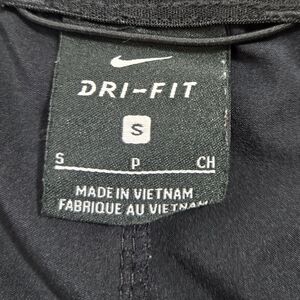 DRI-FIT
S
S P CH
MADE IN VIETNAM
FABRIQUE AU VIETNAM